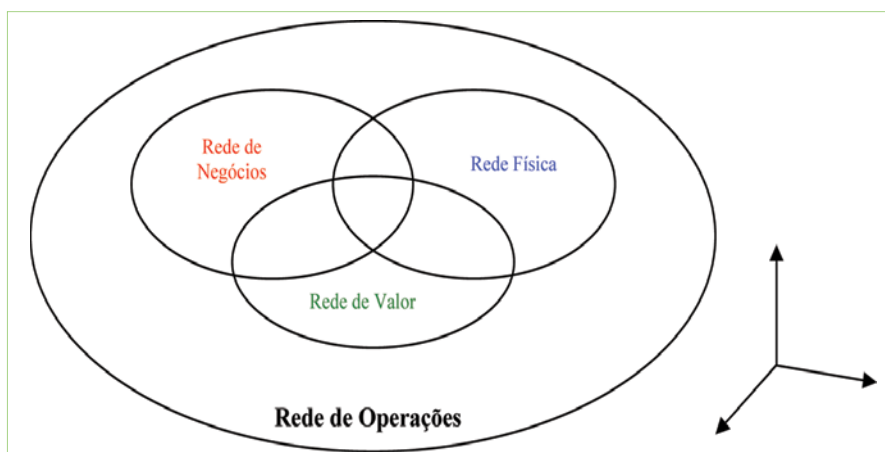 Rede de
Negócios
Rede Física
Rede de Valor
Rede de Operações